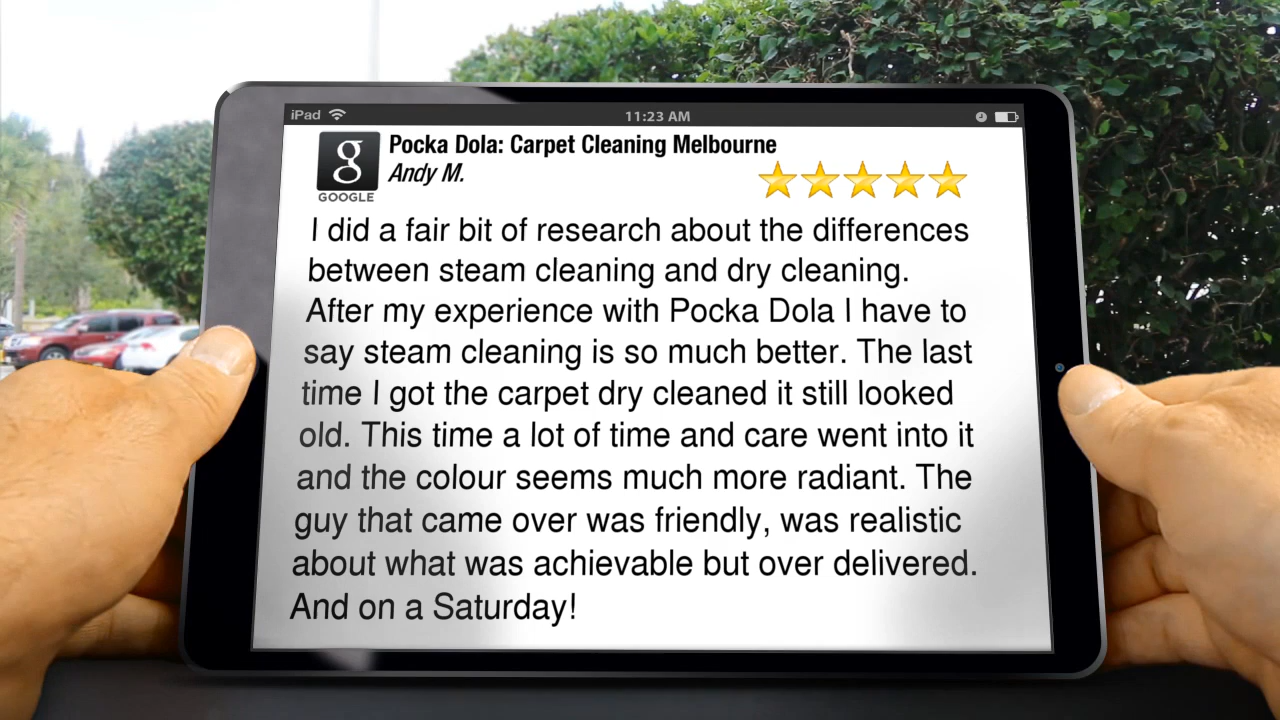 iPad 11:23 AM
Pocka Dola: Carpet Cleaning Melbourne
Andy M.
g
GOOGLE
I did a fair bit of research about the differences
between steam cleaning and dry cleaning.
After my experience with Pocka Dola I have to
say steam cleaning is so much better. The last
time I got the carpet dry cleaned it still looked
old. This time a lot of time and care went into it
and the colour seems much more radiant. The
guy that came over was friendly, was realistic
about what was achievable but over delivered.
And on a Saturday!